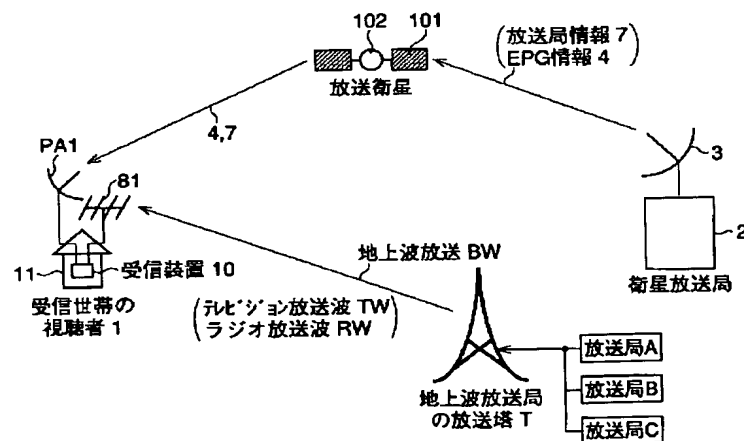 102
101
放送衛星
放送局情報 7
EPG情報 4
4,7
PA1
81
3
2
衛星放送局
11
受信装置 10
受信世帯の
視聴者 1
地上波放送 BW
テレビジョン放送波 TW
ラジオ放送波 RW
地上波放送局
の放送塔 T
放送局A
放送局B
放送局C